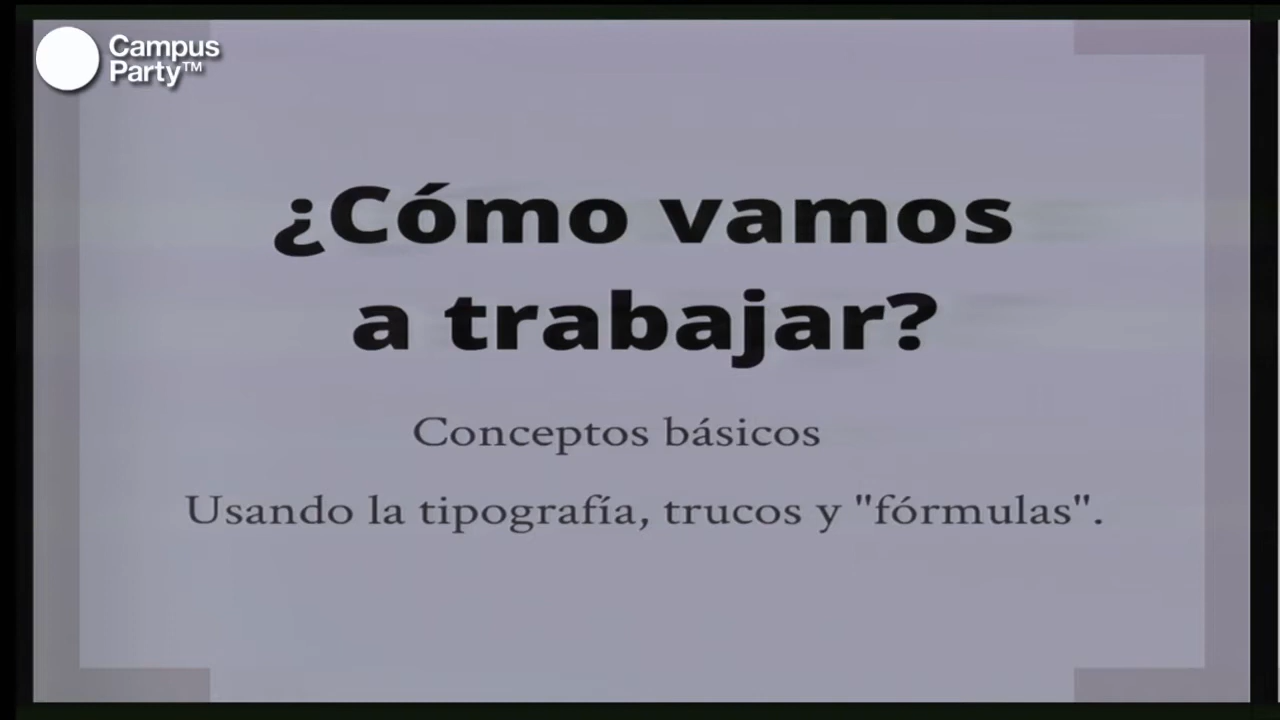 Campus
Party™
¿Cómo vamos
a trabajar?
Conceptos básicos
Usando la tipografía, trucos y "fórmulas".